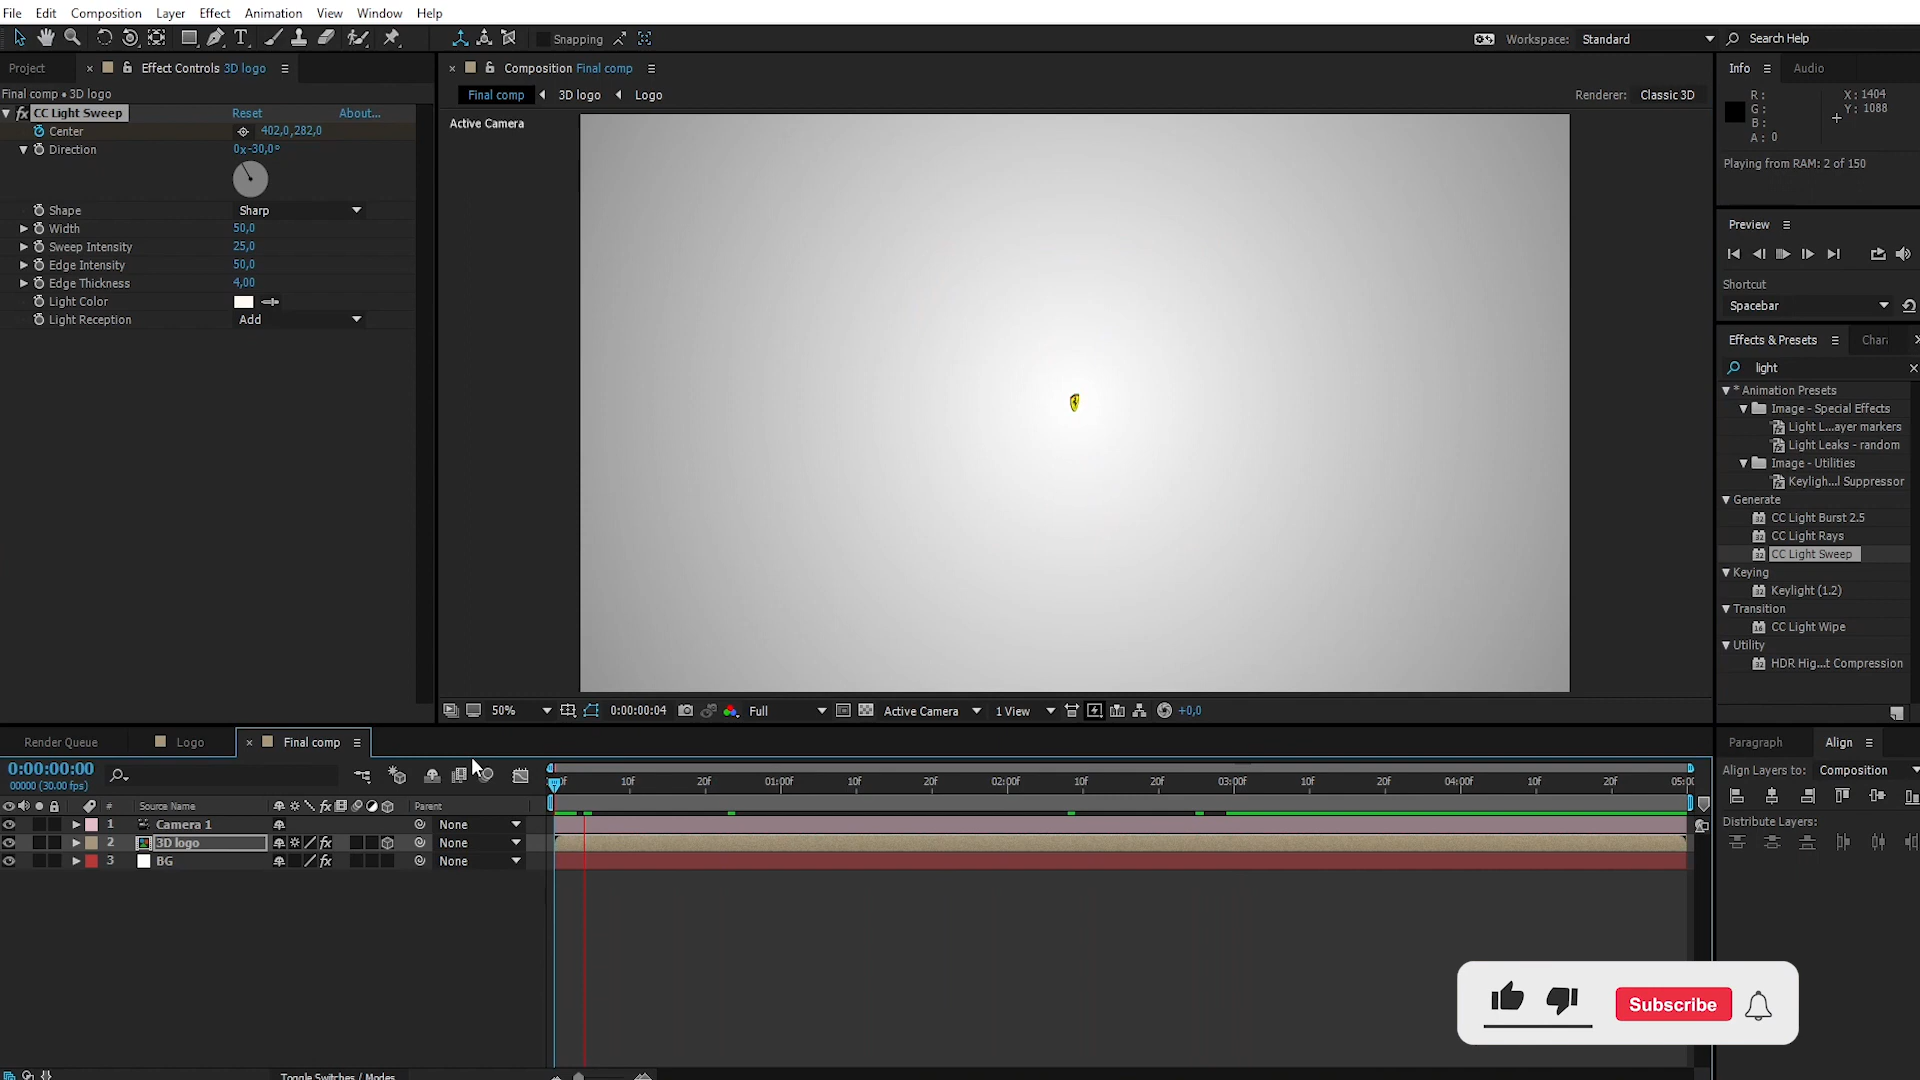 File Edit Composition Layer Effect Animation View Window Help
Snapping
Workspace: Standard
Search Help
Project
Effect Controls 3D logo
Final comp • 3D logo
fx CC Light Sweep Reset About...
Center 402,0,282,0
Direction 0x-30,0°
Shape Sharp
Width 50,0
Sweep Intensity 25,0
Edge Intensity 50,0
Edge Thickness 4,00
Light Color
Light Reception Add
Composition Final comp
Final comp 3D logo Logo
Renderer: Classic 3D
Active Camera
50% 0:00:00:04 Full Active Camera 1 View +0,0
Info Audio
R: X: 1404
G: Y: 1088
B:
A: 0
Playing from RAM: 2 of 150
Preview
Shortcut
Spacebar
Effects & Presets Chara
light
* Animation Presets
Image - Special Effects
Light L...ayer markers
Light Leaks - random
Image - Utilities
Keyligh...l Suppressor
Generate
CC Light Burst 2.5
CC Light Rays
CC Light Sweep
Keying
Keylight (1.2)
Transition
CC Light Wipe
Utility
HDR Hig...t Compression
Render Queue Logo Final comp
0:00:00:00
00000 (30.00 fps)
10f 20f 01:00f 10f 20f 02:00f 10f 20f 03:00f 10f 20f 04:00f 10f 20f 05:00
# Source Name fx Parent
1 Camera 1 None
2 3D logo fx None
3 BG fx None
Toggle Switches / Modes
Paragraph Align
Align Layers to: Composition
Distribute Layers:
Subscribe